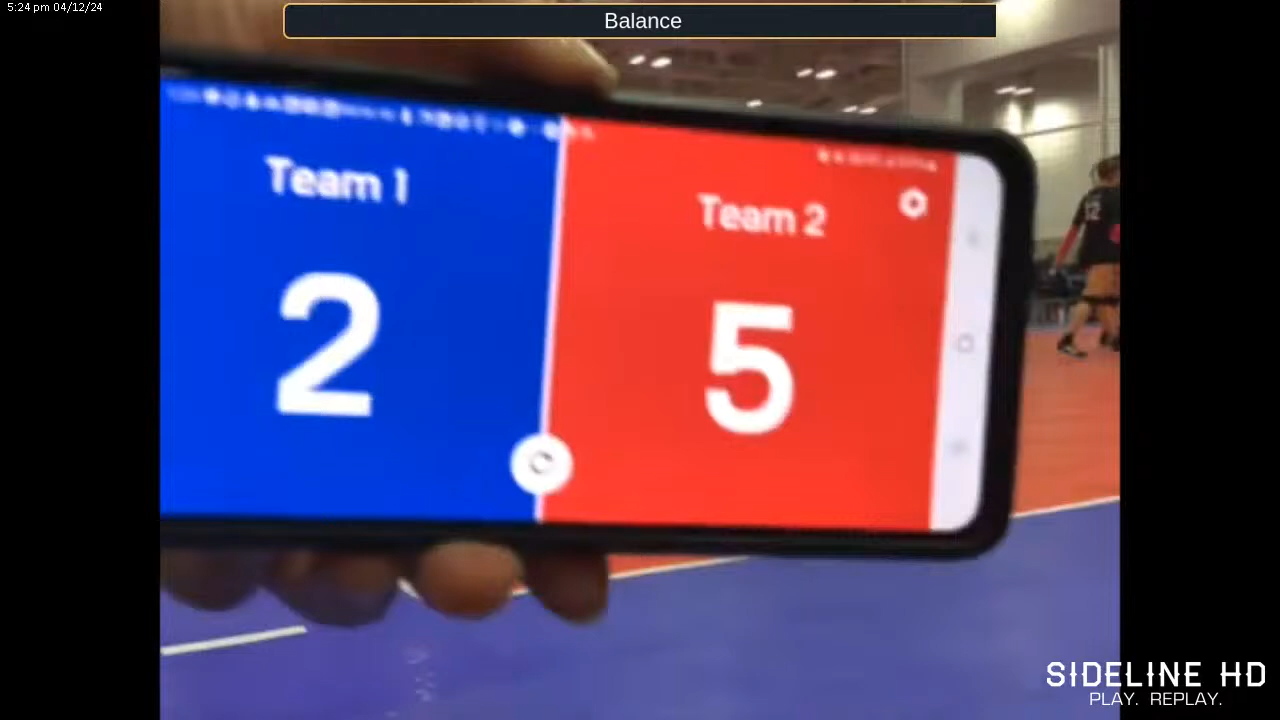 5:24 pm 04/12/24
Balance
Team 1
Team 2
2
5
12
SIDELINE HD
PLAY. REPLAY.